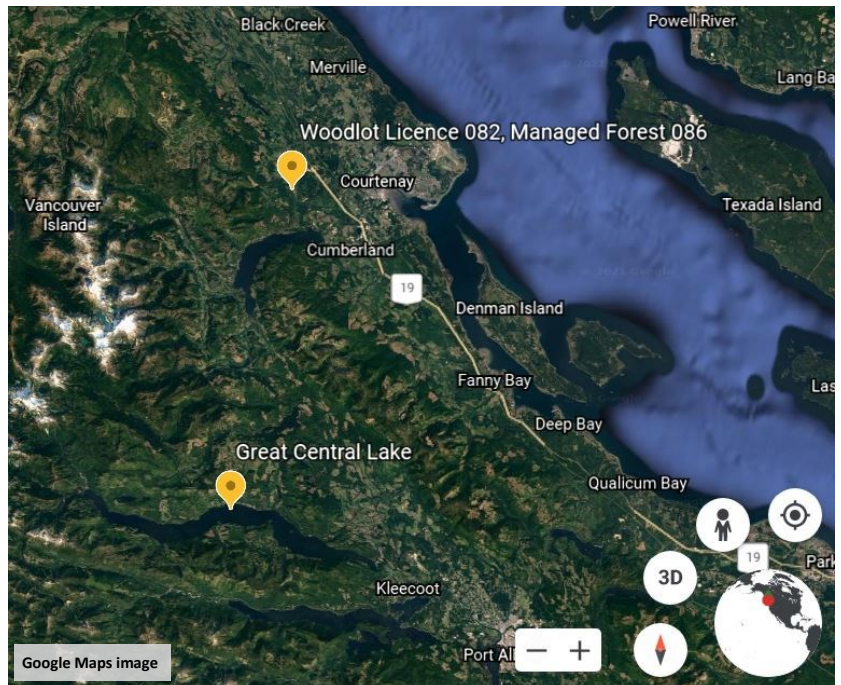 Black Creek
Powell River
Merville
Lang Ba
Woodlot Licence 082, Managed Forest 086
Courtenay
Vancouver
Island
Texada Island
Cumberland
19
Denman Island
Las
Fanny Bay
Deep Bay
Great Central Lake
Qualicum Bay
19
Park
3D
Kleecoot
Port Al
Google Maps image